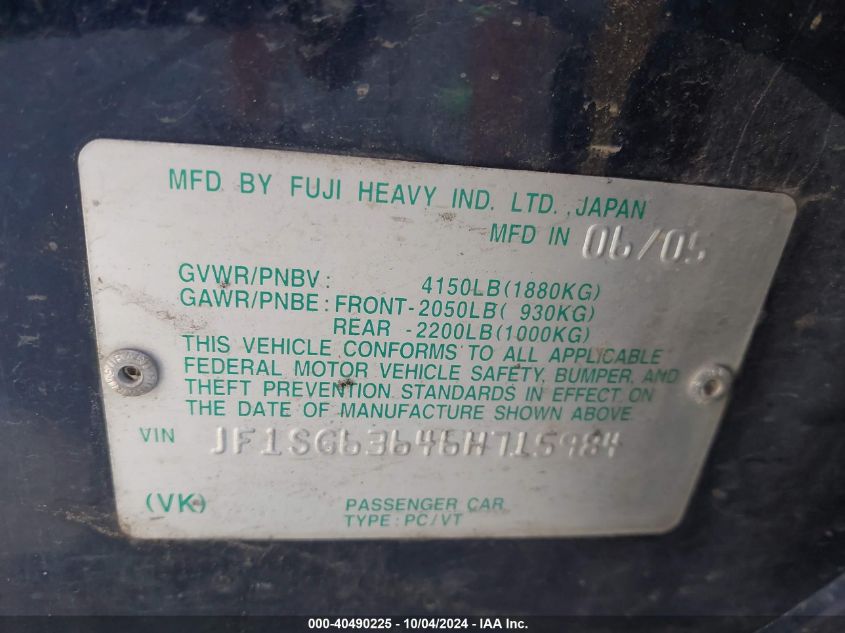 MFD BY FUJI HEAVY IND. LTD., JAPAN
MFD IN 06/05
GVWR/PNBV: 4150LB(1880KG)
GAWR/PNBE: FRONT-2050LB( 930KG)
REAR -2200LB(1000KG)
THIS VEHICLE CONFORMS TO ALL APPLICABLE
FEDERAL MOTOR VEHICLE SAFETY, BUMPER, AND
THEFT PREVENTION STANDARDS IN EFFECT ON
THE DATE OF MANUFACTURE SHOWN ABOVE.
VIN JF1SG63646H715984
(VK)
PASSENGER CAR
TYPE: PC/VT
000-40490225 - 10/04/2024 - IAA Inc.